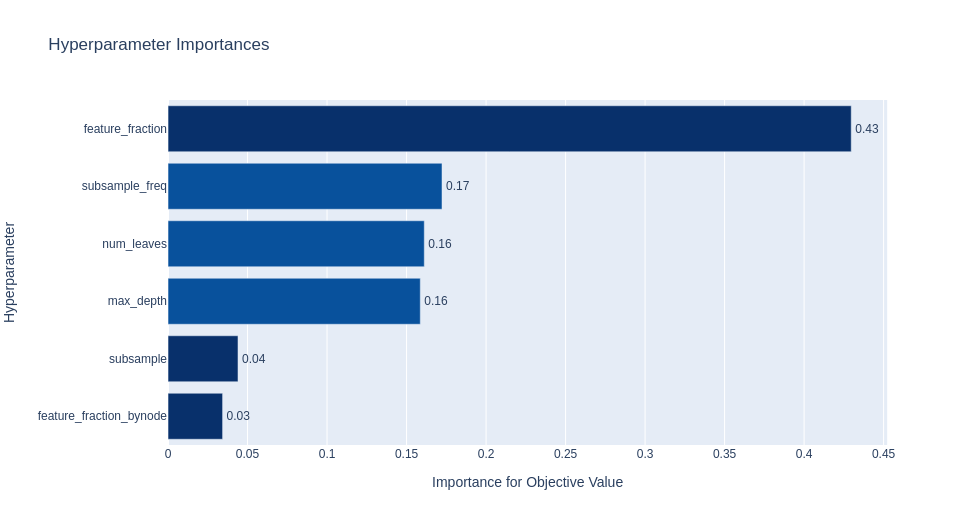 Hyperparameter Importances
Hyperparameter
feature_fraction 0.43
subsample_freq 0.17
num_leaves 0.16
max_depth 0.16
subsample 0.04
feature_fraction_bynode 0.03
0 0.05 0.1 0.15 0.2 0.25 0.3 0.35 0.4 0.45
Importance for Objective Value